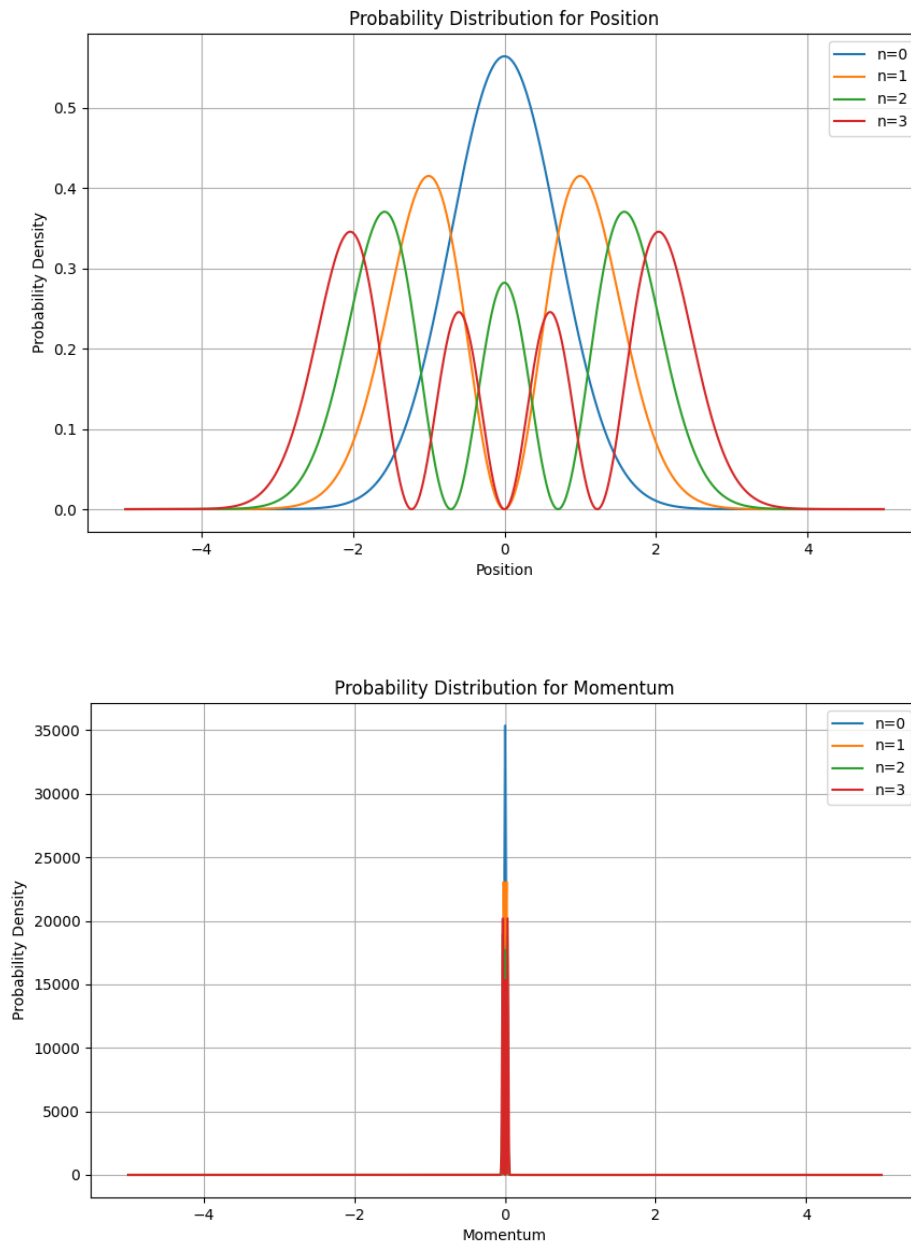 Probability Distribution for Position
n=0
n=1
n=2
n=3
Probability Density
0.5
0.4
0.3
0.2
0.1
0.0
−4
−2
0
2
4
Position
Probability Distribution for Momentum
n=0
n=1
n=2
n=3
Probability Density
35000
30000
25000
20000
15000
10000
5000
0
−4
−2
0
2
4
Momentum